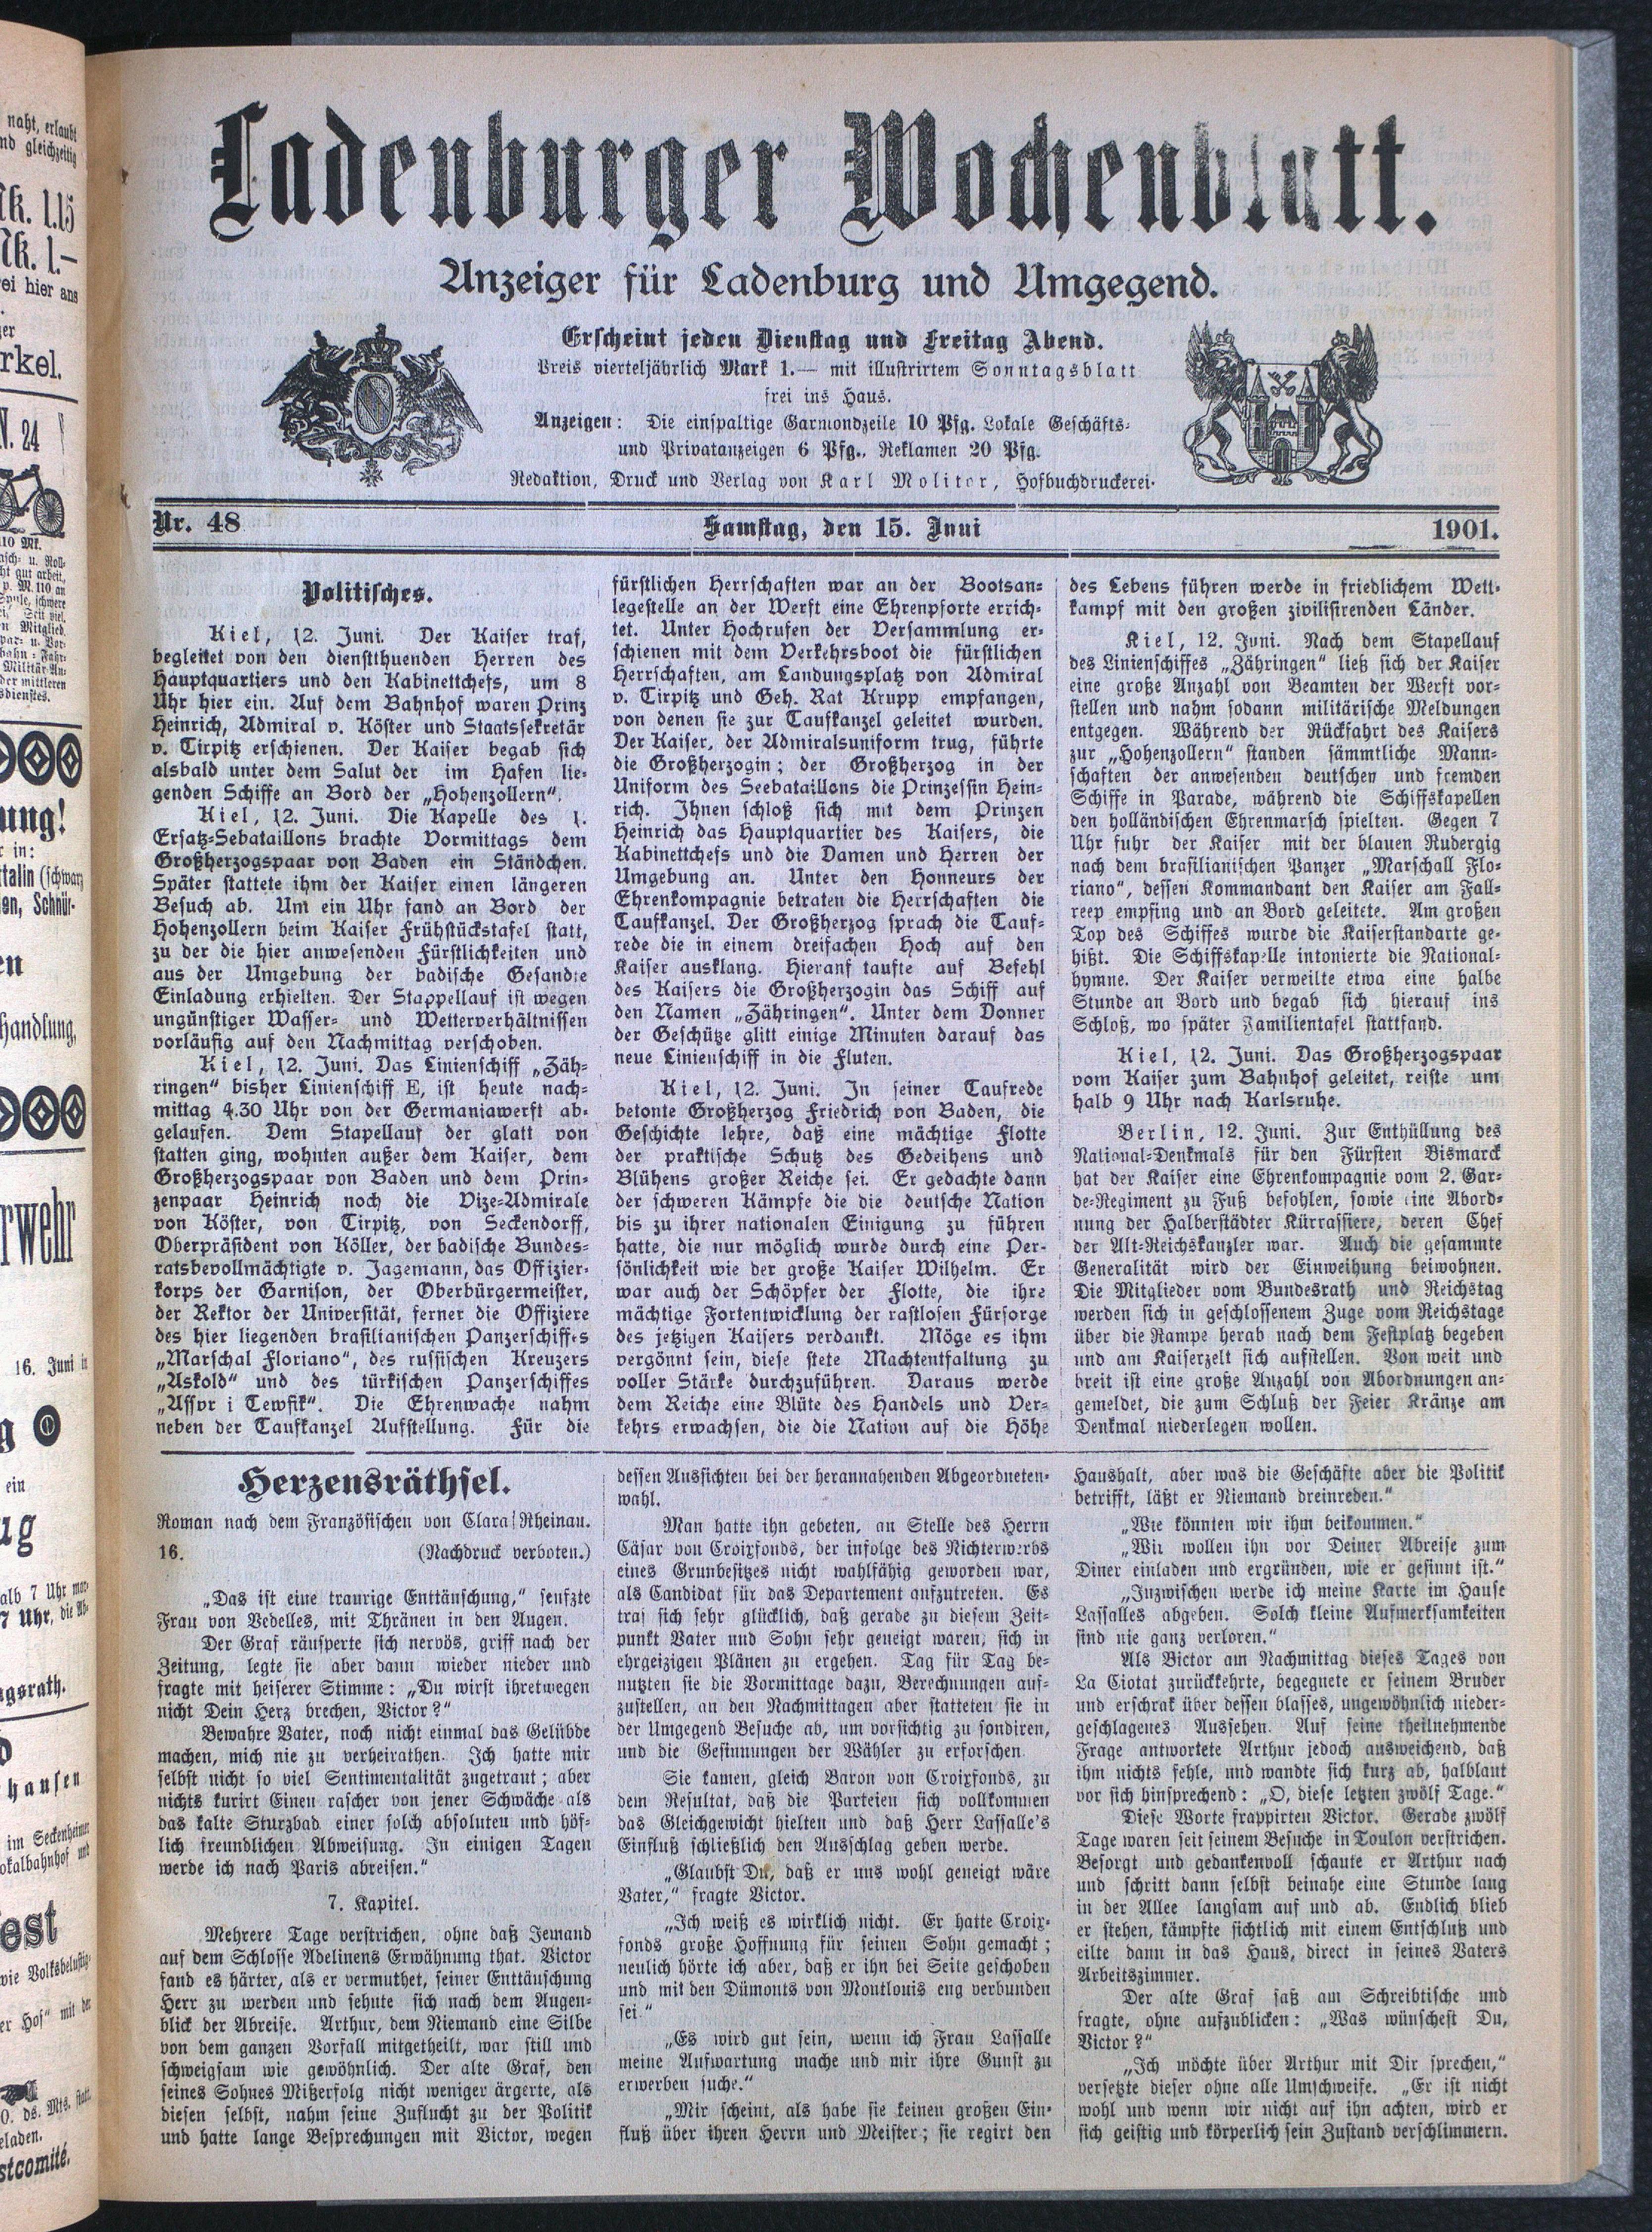 Ladenburger Wochenblatt.
Anzeiger für Ladenburg und Umgegend.
Erscheint jeden Dienstag und Freitag Abend.
Preis vierteljährlich Mark 1.— mit illustrirtem Sonntagsblatt
frei ins Haus.
Anzeigen: Die einspaltige Garmondzeile 10 Pfg. Lokale Geschäfts-
und Privatanzeigen 6 Pfg., Reklamen 20 Pfg.
Redaktion, Druck und Verlag von Karl Molitor, Hofbuchdruckerei.
Nr. 48
Samstag, den 15. Juni
1901.
Politisches.
Kiel, 12. Juni. Der Kaiser traf,
begleitet von den dienstthuenden Herren des
Hauptquartiers und den Kabinettchefs, um 8
Uhr hier ein. Auf dem Bahnhof waren Prinz
Heinrich, Admiral v. Köster und Staatssekretär
v. Tirpitz erschienen. Der Kaiser begab sich
alsbald unter dem Salut der im Hafen lie-
genden Schiffe an Bord der „Hohenzollern".
Kiel, 12. Juni. Die Kapelle des 1.
Ersatz-Sebataillons brachte Vormittags dem
Großherzogspaar von Baden ein Ständchen.
Später stattete ihm der Kaiser einen längeren
Besuch ab. Um ein Uhr fand an Bord der
Hohenzollern beim Kaiser Frühstückstafel statt,
zu der die hier anwesenden Fürstlichkeiten und
aus der Umgebung der badische Gesandte
Einladung erhielten. Der Stappellauf ist wegen
ungünstiger Wasser- und Wetterverhältnissen
vorläufig auf den Nachmittag verschoben.
Kiel, 12. Juni. Das Linienschiff „Zäh-
ringen" bisher Linienschiff E, ist heute nach-
mittag 4.30 Uhr von der Germaniawerft ab-
gelaufen. Dem Stapellauf der glatt von
statten ging, wohnten außer dem Kaiser, dem
Großherzogspaar von Baden und dem Prin-
zenpaar Heinrich noch die Vize-Admirale
von Köster, von Tirpitz, von Seckendorff,
Oberpräsident von Köller, der badische Bundes-
ratsbevollmächtigte v. Jagemann, das Offizier-
korps der Garnison, der Oberbürgermeister,
der Rektor der Universität, ferner die Offiziere
des hier liegenden brasilianischen Panzerschiffes
„Marschal Floriano", des russischen Kreuzers
„Askold" und des türkischen Panzerschiffes
„Assor i Tewfik". Die Ehrenwache nahm
neben der Taufkanzel Aufstellung. Für die
fürstlichen Herrschaften war an der Bootsan-
legestelle an der Werft eine Ehrenpforte errich-
tet. Unter Hochrufen der Versammlung er-
schienen mit dem Verkehrsboot die fürstlichen
Herrschaften, am Landungsplatz von Admiral
v. Tirpitz und Geh. Rat Krupp empfangen,
von denen sie zur Taufkanzel geleitet wurden.
Der Kaiser, der Admiralsuniform trug, führte
die Großherzogin; der Großherzog in der
Uniform des Seebataillons die Prinzessin Hein-
rich. Ihnen schloß sich mit dem Prinzen
Heinrich das Hauptquartier des Kaisers, die
Kabinettchefs und die Damen und Herren der
Umgebung an. Unter den Honneurs der
Ehrenkompagnie betraten die Herrschaften die
Taufkanzel. Der Großherzog sprach die Tauf-
rede die in einem dreifachen Hoch auf den
Kaiser ausklang. Hierauf taufte auf Befehl
des Kaisers die Großherzogin das Schiff auf
den Namen „Zähringen". Unter dem Donner
der Geschütze glitt einige Minuten darauf das
neue Linienschiff in die Fluten.
Kiel, 12. Juni. In seiner Taufrede
betonte Großherzog Friedrich von Baden, die
Geschichte lehre, daß eine mächtige Flotte
der praktische Schutz des Gedeihens und
Blühens großer Reiche sei. Er gedachte dann
der schweren Kämpfe die die deutsche Nation
bis zu ihrer nationalen Einigung zu führen
hatte, die nur möglich wurde durch eine Per-
sönlichkeit wie der große Kaiser Wilhelm. Er
war auch der Schöpfer der Flotte, die ihre
mächtige Fortentwicklung der rastlosen Fürsorge
des jetzigen Kaisers verdankt. Möge es ihm
vergönnt sein, diese stete Machtentfaltung zu
voller Stärke durchzuführen. Daraus werde
dem Reiche eine Blüte des Handels und Ver-
kehrs erwachsen, die die Nation auf die Höhe
des Lebens führen werde in friedlichem Wett-
kampf mit den großen zivilisirenden Länder.
Kiel, 12. Juni. Nach dem Stapellauf
des Linienschiffes „Zähringen" ließ sich der Kaiser
eine große Anzahl von Beamten der Werft vor-
stellen und nahm sodann militärische Meldungen
entgegen. Während der Rückfahrt des Kaisers
zur „Hohenzollern" standen sämmtliche Mann-
schaften der anwesenden deutschen und fremden
Schiffe in Parade, während die Schiffskapellen
den holländischen Ehrenmarsch spielten. Gegen 7
Uhr fuhr der Kaiser mit der blauen Rudergig
nach dem brasilianischen Panzer „Marschall Flo-
riano", dessen Kommandant den Kaiser am Fall-
reep empfing und an Bord geleitete. Am großen
Top des Schiffes wurde die Kaiserstandarte ge-
hißt. Die Schiffskapelle intonierte die National-
hymne. Der Kaiser verweilte etwa eine halbe
Stunde an Bord und begab sich hierauf ins
Schloß, wo später Familientafel stattfand.
Kiel, 12. Juni. Das Großherzogspaar
vom Kaiser zum Bahnhof geleitet, reiste um
halb 9 Uhr nach Karlsruhe.
Berlin, 12. Juni. Zur Enthüllung des
National-Denkmals für den Fürsten Bismarck
hat der Kaiser eine Ehrenkompagnie vom 2. Gar-
de-Regiment zu Fuß befohlen, sowie eine Abord-
nung der Halberstädter Kürrassiere, deren Chef
der Alt-Reichskanzler war. Auch die gesammte
Generalität wird der Einweihung beiwohnen.
Die Mitglieder vom Bundesrath und Reichstag
werden sich in geschlossenem Zuge vom Reichstage
über die Rampe herab nach dem Festplatz begeben
und am Kaiserzelt sich aufstellen. Von weit und
breit ist eine große Anzahl von Abordnungen an-
gemeldet, die zum Schluß der Feier Kränze am
Denkmal niederlegen wollen.
Herzensräthsel.
Roman nach dem Französischen von Clara Rheinau.
16. (Nachdruck verboten.)
„Das ist eine traurige Enttäuschung," seufzte
Frau von Vedelles, mit Thränen in den Augen.
Der Graf räusperte sich nervös, griff nach der
Zeitung, legte sie aber dann wieder nieder und
fragte mit heiserer Stimme: „Du wirst ihretwegen
nicht Dein Herz brechen, Victor?"
Bewahre Vater, noch nicht einmal das Gelübde
machen, mich nie zu verheirathen. Ich hatte mir
selbst nicht so viel Sentimentalität zugetraut; aber
nichts kurirt Einen rascher von jener Schwäche als
das kalte Sturzbad einer solch absoluten und höf-
lich freundlichen Abweisung. In einigen Tagen
werde ich nach Paris abreisen."
7. Kapitel.
Mehrere Tage verstrichen, ohne daß Jemand
auf dem Schlosse Adelinens Erwähnung that. Victor
fand es härter, als er vermuthet, seiner Enttäuschung
Herr zu werden und sehnte sich nach dem Augen-
blick der Abreise. Arthur, dem Niemand eine Silbe
von dem ganzen Vorfall mitgetheilt, war still und
schweigsam wie gewöhnlich. Der alte Graf, den
seines Sohnes Mißerfolg nicht weniger ärgerte, als
diesen selbst, nahm seine Zuflucht zu der Politik
und hatte lange Besprechungen mit Victor, wegen
dessen Aussichten bei der herannahenden Abgeordneten-
wahl.
Man hatte ihn gebeten, an Stelle des Herrn
Cäsar von Croixfonds, der infolge des Nichterwerbs
eines Grunbesitzes nicht wahlfähig geworden war,
als Candidat für das Departement aufzutreten. Es
traf sich sehr glücklich, daß gerade zu diesem Zeit-
punkt Vater und Sohn sehr geneigt waren, sich in
ehrgeizigen Plänen zu ergehen. Tag für Tag be-
nutzten sie die Vormittage dazu, Berechnungen auf-
zustellen, an den Nachmittagen aber statteten sie in
der Umgegend Besuche ab, um vorsichtig zu sondiren,
und die Gesinnungen der Wähler zu erforschen
Sie kamen, gleich Baron von Croixfonds, zu
dem Resultat, daß die Parteien sich vollkommen
das Gleichgewicht hielten und daß Herr Lassalle's
Einfluß schließlich den Ausschlag geben werde.
„Glaubst Du, daß er uns wohl geneigt wäre
Vater," fragte Victor.
„Ich weiß es wirklich nicht. Er hatte Croix-
fonds große Hoffnung für seinen Sohn gemacht;
neulich hörte ich aber, daß er ihn bei Seite geschoben
und mit den Dümonts von Montlouis eng verbunden
sei."
„Es wird gut sein, wenn ich Frau Lassalle
meine Aufwartung mache und mir ihre Gunst zu
erwerben suche."
„Mir scheint, als habe sie keinen großen Ein-
fluß über ihren Herrn und Meister; sie regirt den
Haushalt, aber was die Geschäfte aber die Politik
betrifft, läßt er Niemand dreinreden."
„Wie könnten wir ihm beikommen."
„Wir wollen ihn vor Deiner Abreise zum
Diner einladen und ergründen, wie er gesinnt ist."
„Inzwischen werde ich meine Karte im Hause
Lassalles abgeben. Solch kleine Aufmerksamkeiten
sind nie ganz verloren."
Als Victor am Nachmittag dieses Tages von
La Ciotat zurückkehrte, begegnete er seinem Bruder
und erschrak über dessen blasses, ungewöhnlich nieder-
geschlagenes Aussehen. Auf seine theilnehmende
Frage antwortete Arthur jedoch ausweichend, daß
ihm nichts fehle, und wandte sich kurz ab, halblaut
vor sich hinsprechend: „O, diese letzten zwölf Tage."
Diese Worte frappirten Victor. Gerade zwölf
Tage waren seit seinem Besuche in Toulon verstrichen.
Besorgt und gedankenvoll schaute er Arthur nach
und schritt dann selbst beinahe eine Stunde lang
in der Allee langsam auf und ab. Endlich blieb
er stehen, kämpfte sichtlich mit einem Entschluß und
eilte dann in das Haus, direct in seines Vaters
Arbeitszimmer.
Der alte Graf saß am Schreibtische und
fragte, ohne aufzublicken: „Was wünschest Du,
Victor?"
„Ich möchte über Arthur mit Dir sprechen,"
versetzte dieser ohne alle Umschweife. „Er ist nicht
wohl und wenn wir nicht auf ihn achten, wird er
sich geistig und körperlich sein Zustand verschlimmern.